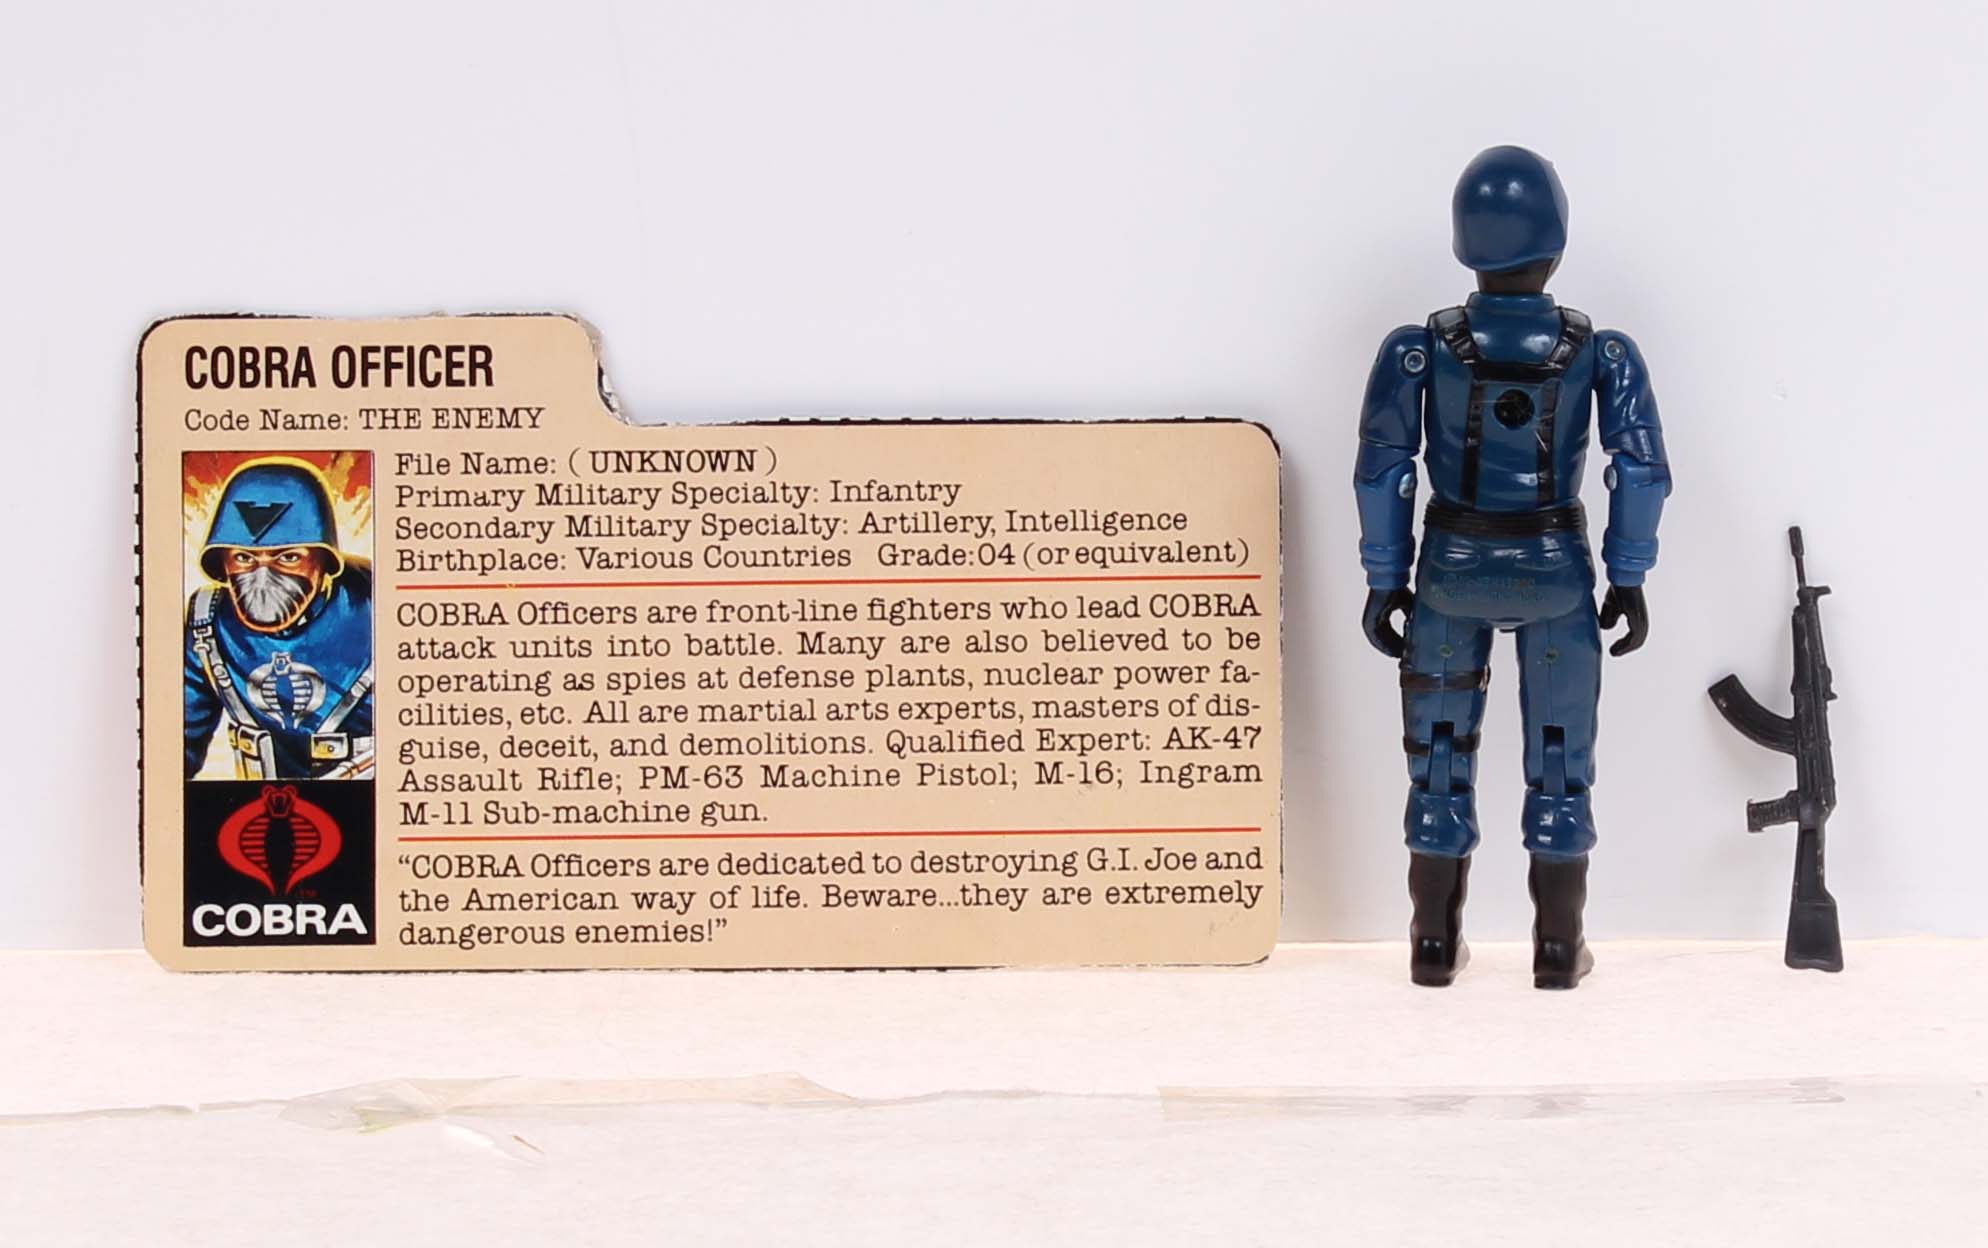 COBRA OFFICER
Code Name: THE ENEMY
File Name: (UNKNOWN)
Primary Military Specialty: Infantry
Secondary Military Specialty: Artillery, Intelligence
Birthplace: Various Countries Grade:04 (or equivalent)
COBRA Officers are front-line fighters who lead COBRA
attack units into battle. Many are also believed to be
operating as spies at defense plants, nuclear power fa-
cilities, etc. All are martial arts experts, masters of dis-
guise, deceit, and demolitions. Qualified Expert: AK-47
Assault Rifle; PM-63 Machine Pistol; M-16; Ingram
M-11 Sub-machine gun.
"COBRA Officers are dedicated to destroying G.I. Joe and
the American way of life. Beware...they are extremely
dangerous enemies!"
TM
COBRA